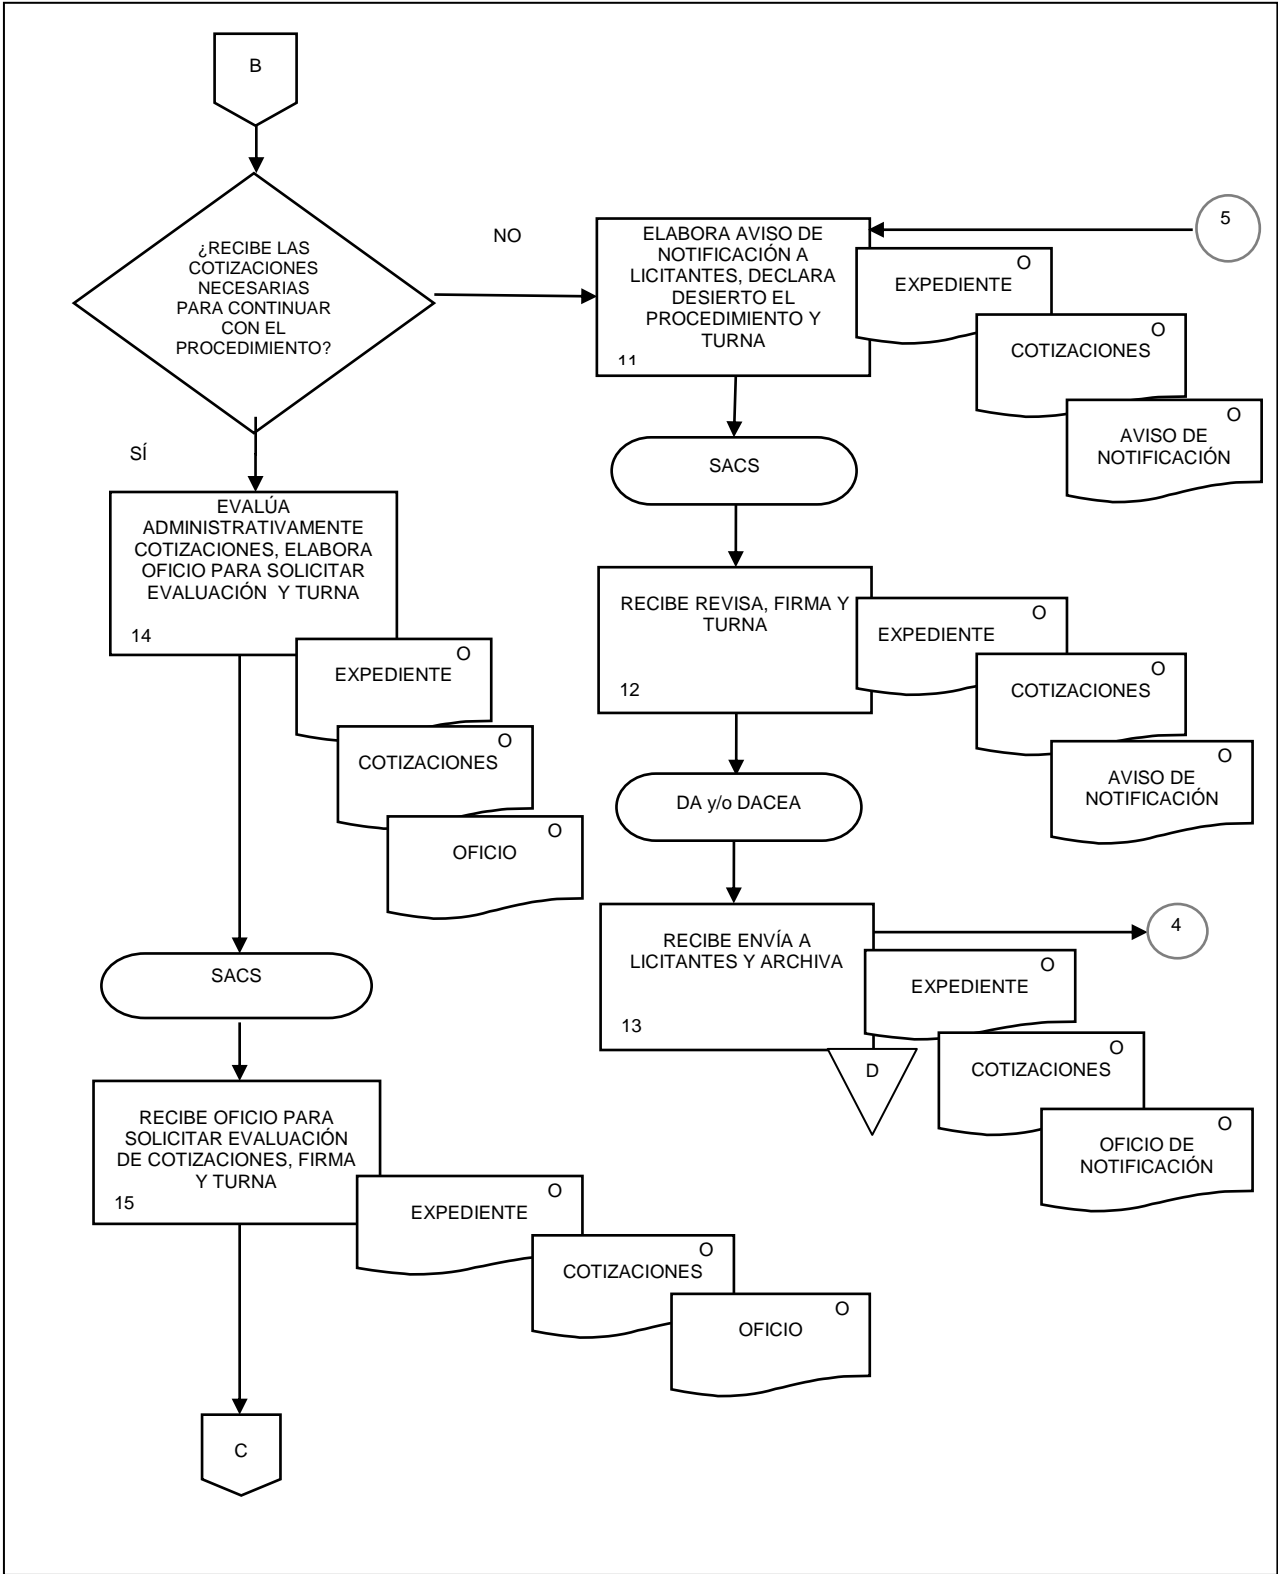 B
¿RECIBE LAS
COTIZACIONES
NECESARIAS
PARA CONTINUAR
CON EL
PROCEDIMIENTO?
NO
SÍ
ELABORA AVISO DE
NOTIFICACIÓN A
LICITANTES, DECLARA
DESIERTO EL
PROCEDIMIENTO Y
TURNA
11
5
O
EXPEDIENTE
O
COTIZACIONES
O
AVISO DE
NOTIFICACIÓN
SACS
RECIBE REVISA, FIRMA Y
TURNA
12
O
EXPEDIENTE
O
COTIZACIONES
O
AVISO DE
NOTIFICACIÓN
DA y/o DACEA
RECIBE ENVÍA A
LICITANTES Y ARCHIVA
13
4
D
O
EXPEDIENTE
O
COTIZACIONES
O
OFICIO DE
NOTIFICACIÓN
EVALÚA
ADMINISTRATIVAMENTE
COTIZACIONES, ELABORA
OFICIO PARA SOLICITAR
EVALUACIÓN Y TURNA
14
O
EXPEDIENTE
O
COTIZACIONES
O
OFICIO
SACS
RECIBE OFICIO PARA
SOLICITAR EVALUACIÓN
DE COTIZACIONES, FIRMA
Y TURNA
15
O
EXPEDIENTE
O
COTIZACIONES
O
OFICIO
C